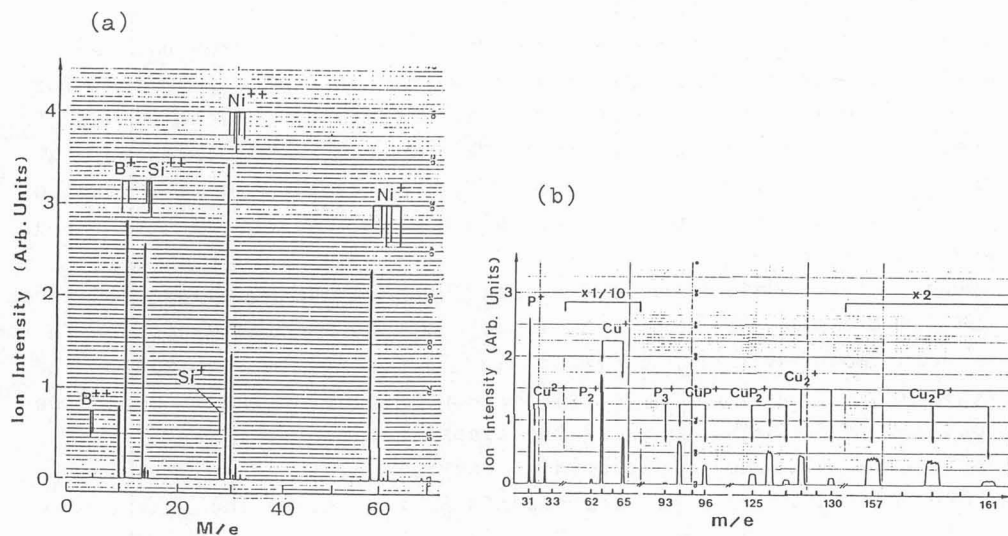 (a)
Ion Intensity (Arb. Units)
4
3
2
1
0
Ni++
B+ Si++
Ni+
Si+
B++
0 20 40 60
M/e
(b)
Ion Intensity (Arb. Units)
3
2
1
0
×1/10
×2
P+
Cu+
Cu2+
P2+
P3+
CuP+
CuP2+
Cu2+
Cu2P+
31 33 62 65 93 96 125 130 157 161
m/e